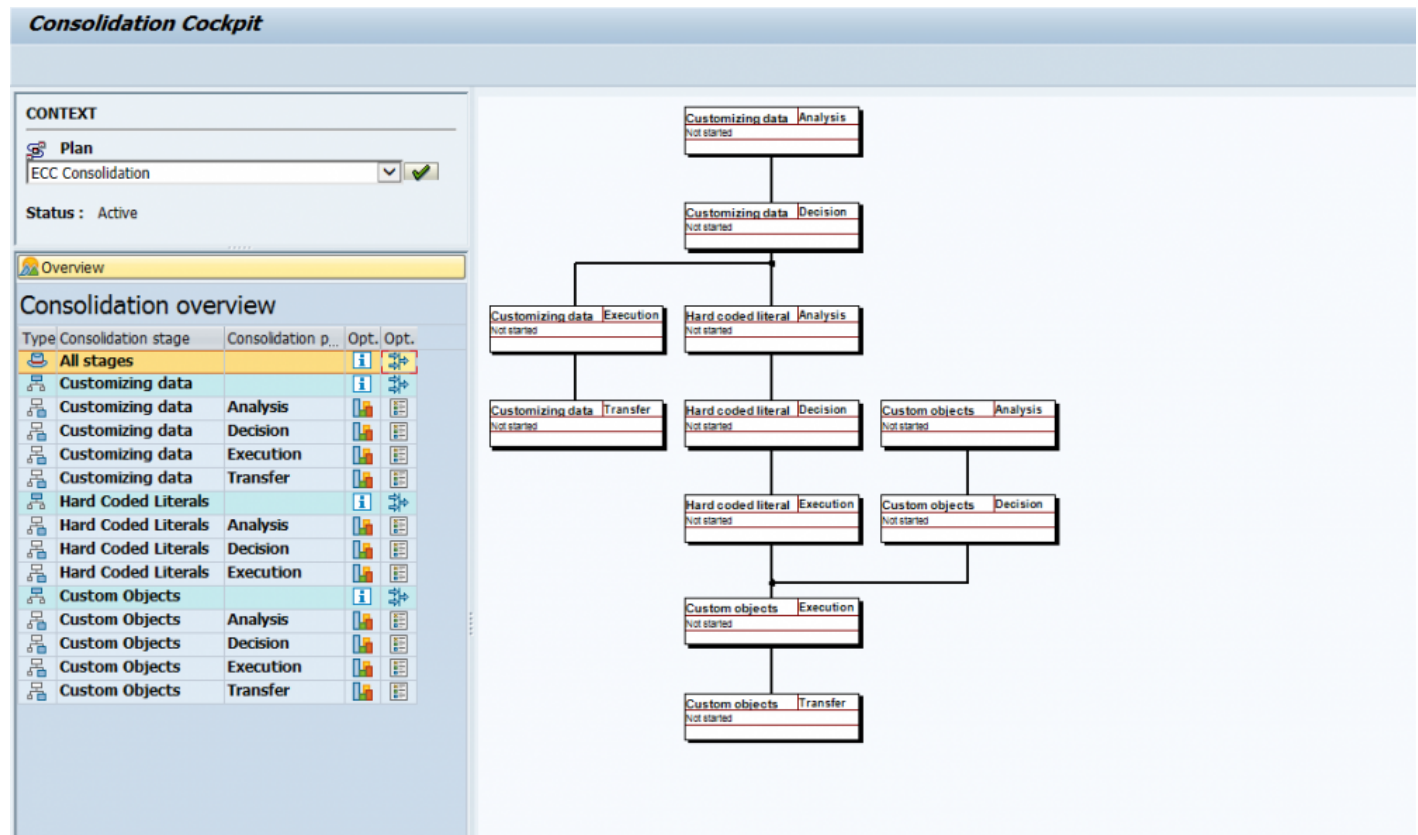 Consolidation Cockpit
CONTEXT
Plan
ECC Consolidation
Status : Active
Overview
Consolidation overview
Type Consolidation stage Consolidation p... Opt. Opt.
All stages
Customizing data
Customizing data Analysis
Customizing data Decision
Customizing data Execution
Customizing data Transfer
Hard Coded Literals
Hard Coded Literals Analysis
Hard Coded Literals Decision
Hard Coded Literals Execution
Custom Objects
Custom Objects Analysis
Custom Objects Decision
Custom Objects Execution
Custom Objects Transfer
Customizing data Analysis
Not started
Customizing data Decision
Not started
Customizing data Execution
Not started
Hard coded literal Analysis
Not started
Customizing data Transfer
Not started
Hard coded literal Decision
Not started
Custom objects Analysis
Not started
Hard coded literal Execution
Not started
Custom objects Decision
Not started
Custom objects Execution
Not started
Custom objects Transfer
Not started